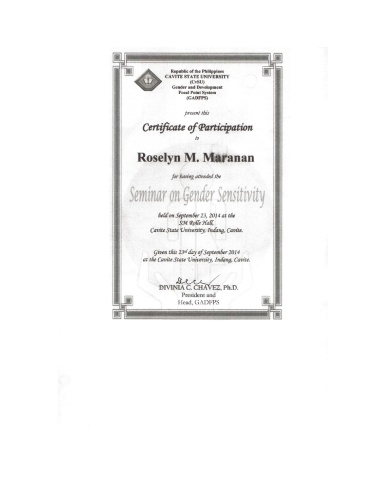 Republic of the Philippines
CAVITE STATE UNIVERSITY
(CvSU)
Gender and Development
Focal Point System
(GADFPS)
present this
Certificate of Participation
to
Roselyn M. Maranan
for having attended the
Seminar on Gender Sensitivity
held on September 23, 2014 at the
SM Rolle Hall,
Cavite State University, Indang, Cavite.
Given this 23rd day of September 2014
at the Cavite State University, Indang, Cavite.
DIVINIA C. CHAVEZ, Ph.D.
President and
Head, GADFPS